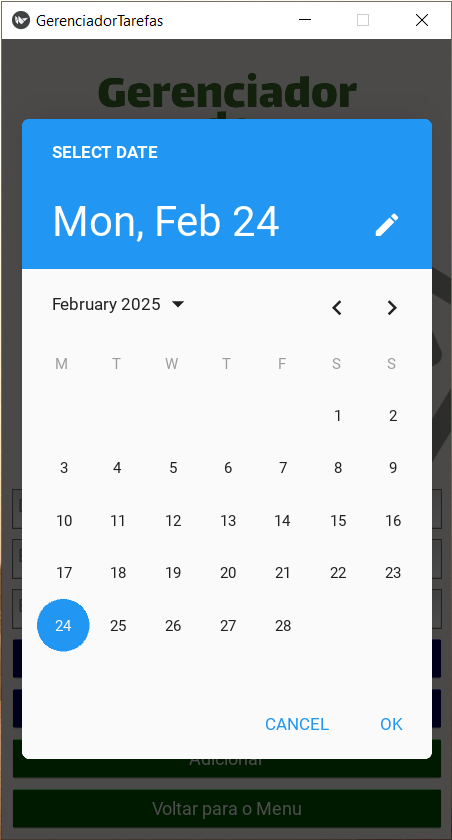 GerenciadorTarefas
Gerenciador
SELECT DATE
Mon, Feb 24
February 2025
M T W T F S S
1 2
3 4 5 6 7 8 9
10 11 12 13 14 15 16
17 18 19 20 21 22 23
24 25 26 27 28
CANCEL OK
Adicionar
Voltar para o Menu